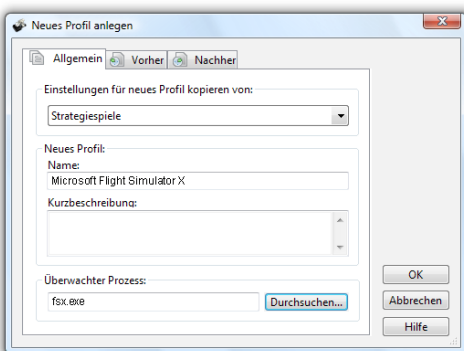 Neues Profil anlegen
Allgemein Vorher Nachher
Einstellungen für neues Profil kopieren von:
Strategiespiele
Neues Profil:
Name:
Microsoft Flight Simulator X
Kurzbeschreibung:
Überwachter Prozess:
fsx.exe Durchsuchen...
OK
Abbrechen
Hilfe